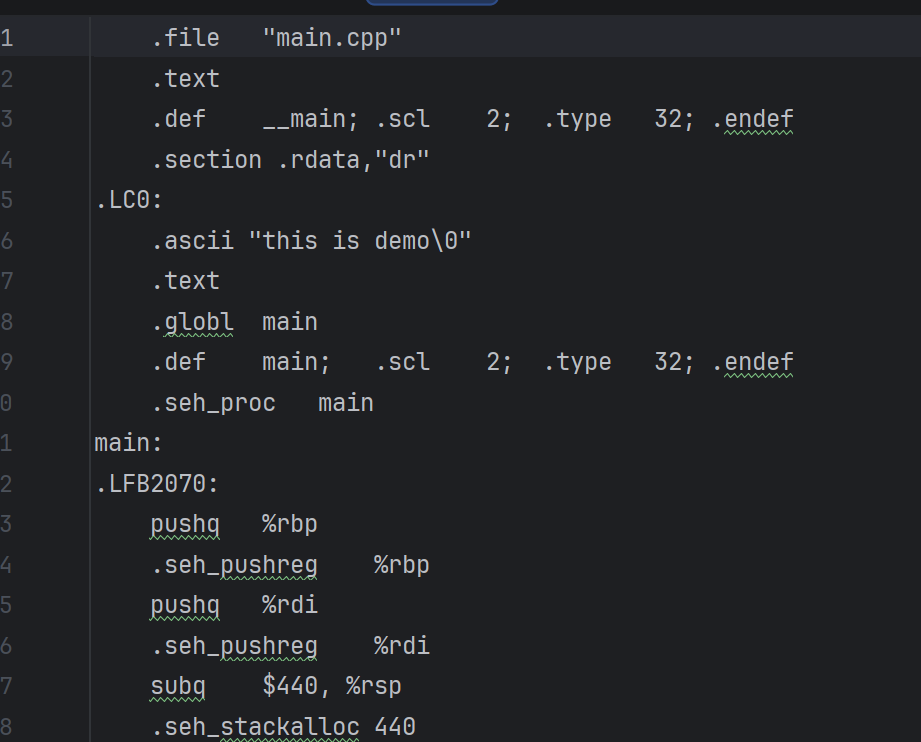 1 .file "main.cpp"
2 .text
3 .def __main; .scl 2; .type 32; .endef
4 .section .rdata,"dr"
5 .LC0:
6 .ascii "this is demo\0"
7 .text
8 .globl main
9 .def main; .scl 2; .type 32; .endef
0 .seh_proc main
1 main:
2 .LFB2070:
3 pushq %rbp
4 .seh_pushreg %rbp
5 pushq %rdi
6 .seh_pushreg %rdi
7 subq $440, %rsp
8 .seh_stackalloc 440